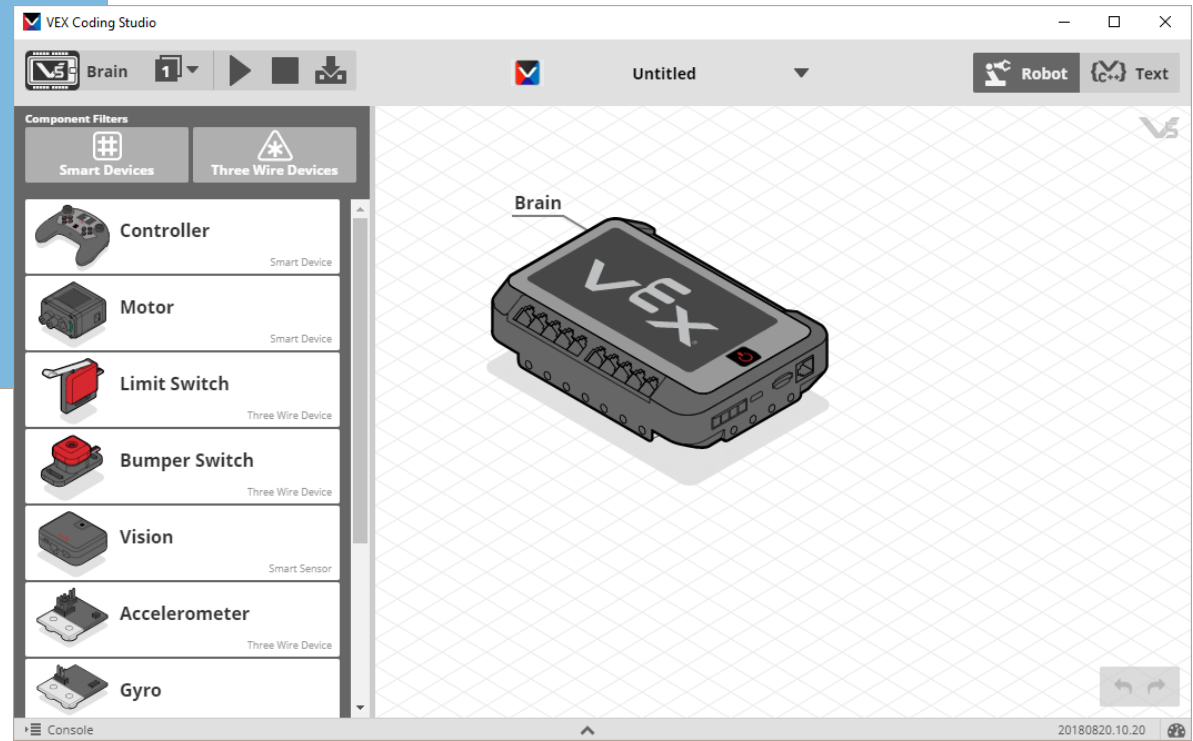 VEX Coding Studio
V5 Brain 1 Untitled Robot {C++} Text
Component Filters
Smart Devices Three Wire Devices
V5
Controller
Smart Device
Motor
Smart Device
Limit Switch
Three Wire Device
Bumper Switch
Three Wire Device
Vision
Smart Sensor
Accelerometer
Three Wire Device
Gyro
Brain
VEX
Console 20180820.10.20